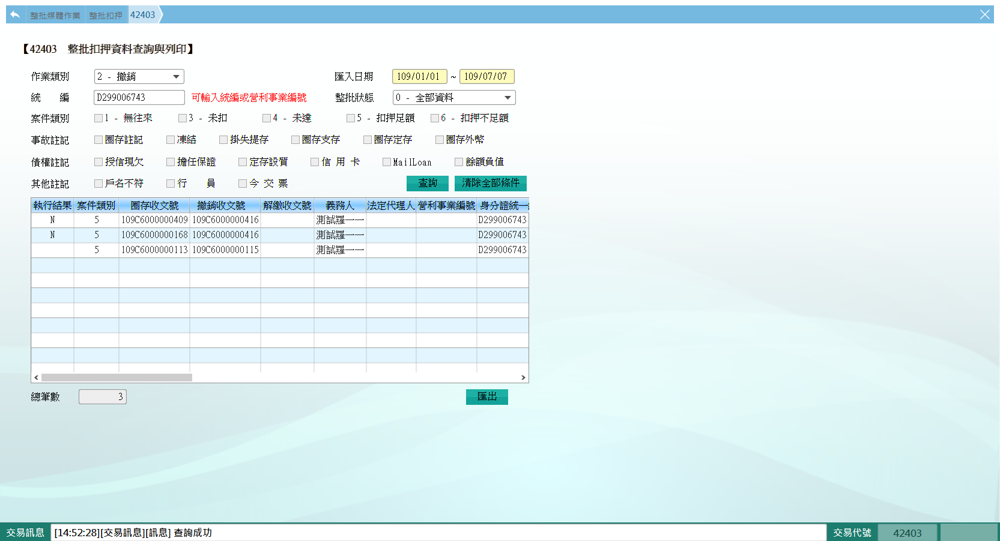 整批媒體作業 整批扣押 42403
【42403 整批扣押資料查詢與列印】
作業類別 2 - 撤銷 匯入日期 109/01/01 ~ 109/07/07
統 編 D299006743 可輸入統編或營利事業編號 整批狀態 0 - 全部資料
案件類別 1 - 無往來 3 - 未扣 4 - 未達 5 - 扣押足額 6 - 扣押不足額
事故註記 圈存註記 凍結 掛失提存 圈存支存 圈存定存 圈存外幣
債權註記 授信現欠 擔任保證 定存設質 信 用 卡 MailLoan 餘額負值
其他註記 戶名不符 行 員 今 交 票 查詢 清除全部條件
執行結果 案件類別 圈存收文號 撤銷收文號 解繳收文號 義務人 法定代理人 營利事業編號 身分證統一
N 5 109C6000000409 109C6000000416 測試羅一一 D299006743
N 5 109C6000000168 109C6000000416 測試羅一一 D299006743
5 109C6000000113 109C6000000115 測試羅一一 D299006743
總筆數 3 匯出
交易訊息 [14:52:28][交易訊息][訊息] 查詢成功 交易代號 42403